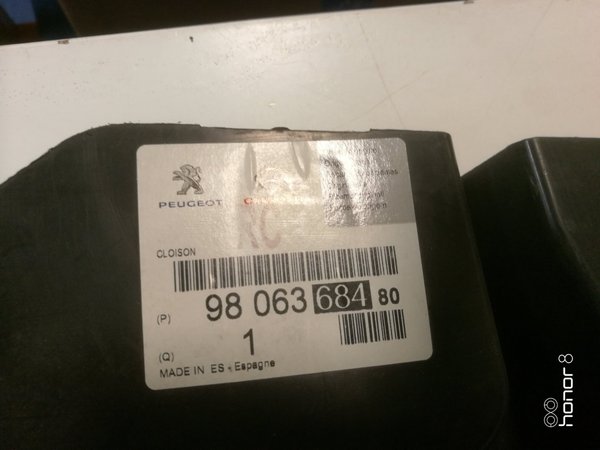 PEUGEOT
CLOISON
(P) 98 063 684 80
(Q) 1
MADE IN ES - Espagne
honor 8